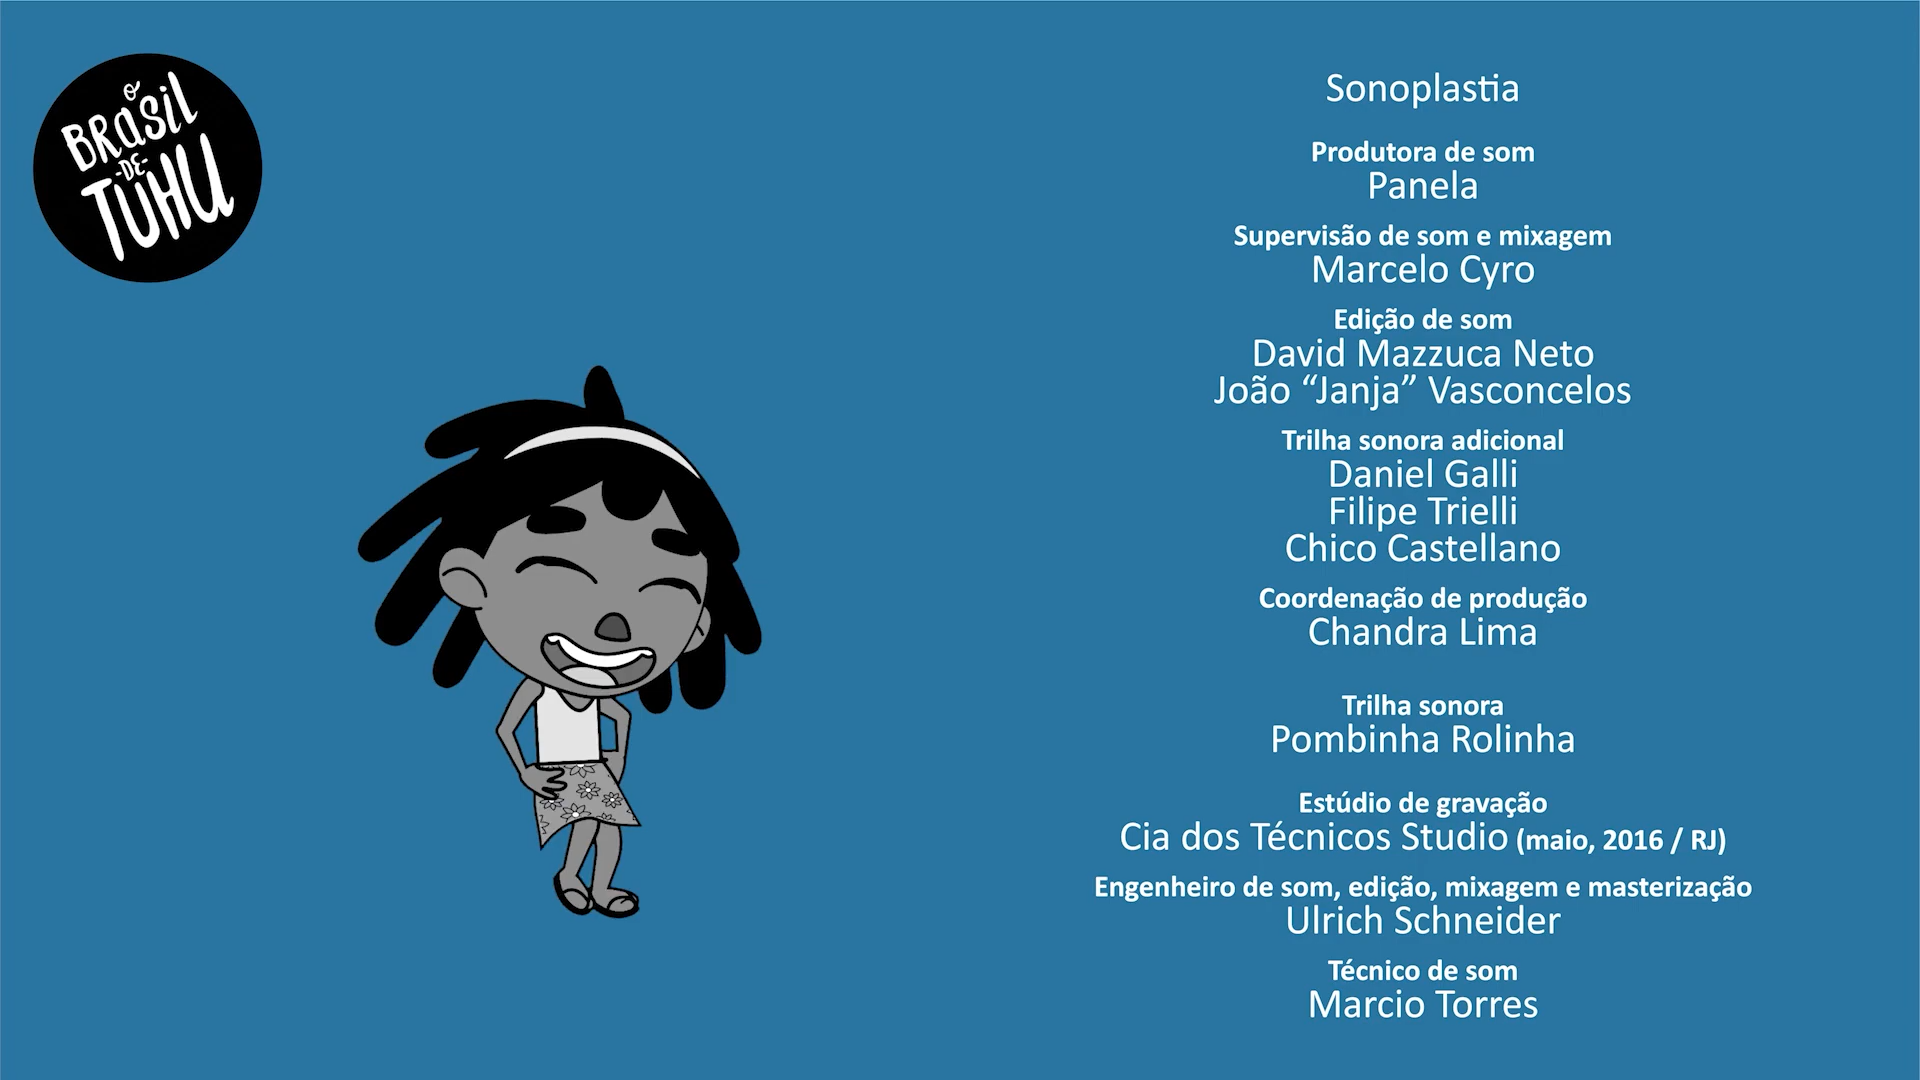 O
BRASIL
-DE-
TUHU
Sonoplastia
Produtora de som
Panela
Supervisão de som e mixagem
Marcelo Cyro
Edição de som
David Mazzuca Neto
João “Janja” Vasconcelos
Trilha sonora adicional
Daniel Galli
Filipe Trielli
Chico Castellano
Coordenação de produção
Chandra Lima
Trilha sonora
Pombinha Rolinha
Estúdio de gravação
Cia dos Técnicos Studio (maio, 2016 / RJ)
Engenheiro de som, edição, mixagem e masterização
Ulrich Schneider
Técnico de som
Marcio Torres